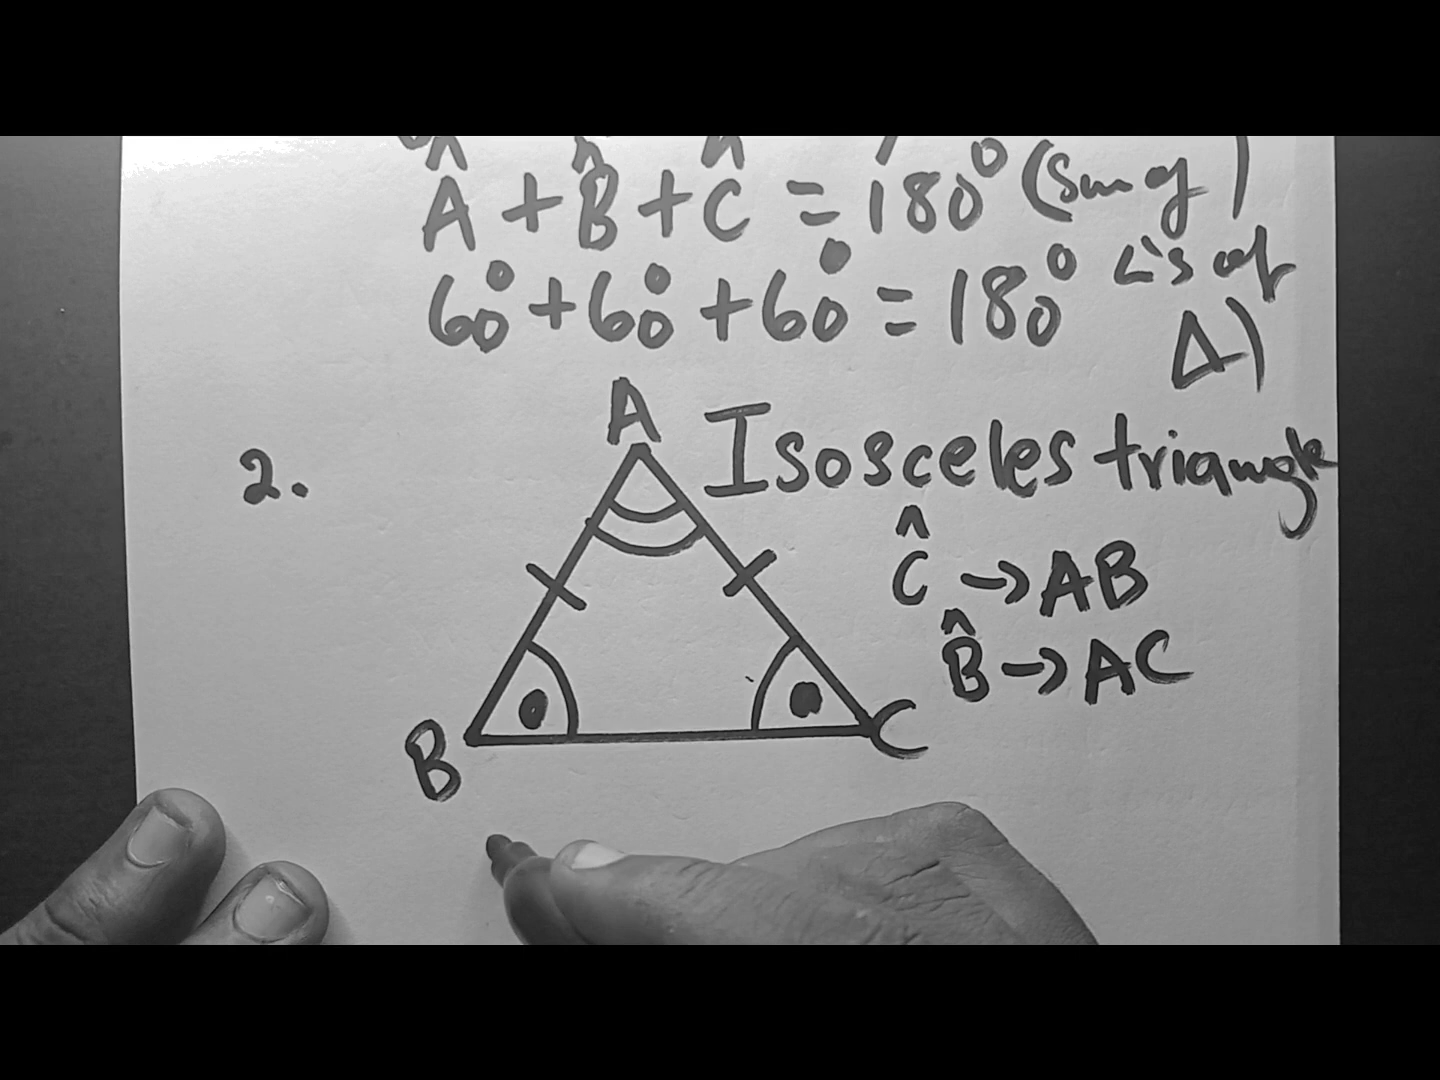 Â + B̂ + Ĉ = 180° (Sum of)
60° + 60° + 60° = 180° <'s of
Δ)
2.
A
Isosceles triangle
Ĉ → AB
B̂ → AC
B
C